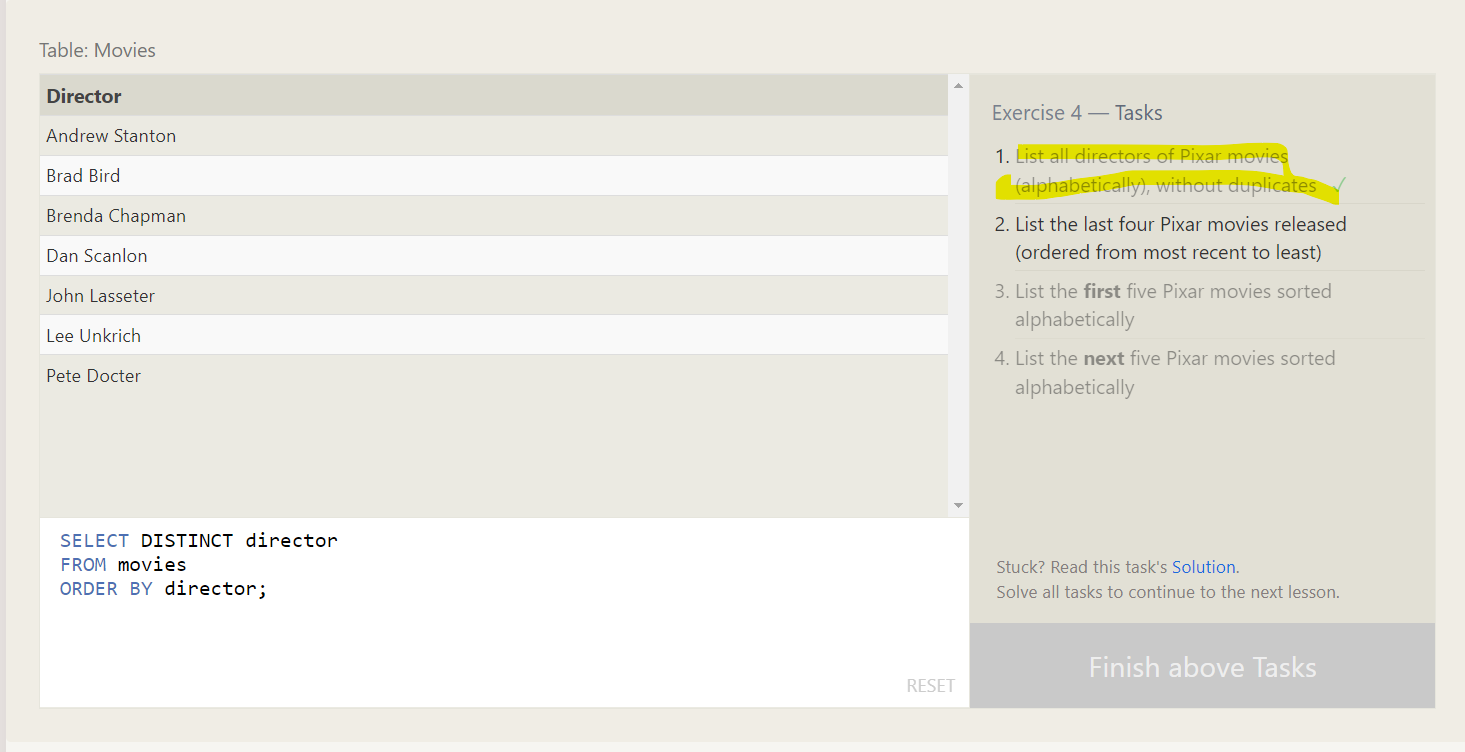 Table: Movies
Director
Andrew Stanton
Brad Bird
Brenda Chapman
Dan Scanlon
John Lasseter
Lee Unkrich
Pete Docter
SELECT DISTINCT director
FROM movies
ORDER BY director;
RESET
Exercise 4 — Tasks
1. List all directors of Pixar movies
(alphabetically), without duplicates ✓
2. List the last four Pixar movies released
(ordered from most recent to least)
3. List the first five Pixar movies sorted
alphabetically
4. List the next five Pixar movies sorted
alphabetically
Stuck? Read this task's Solution.
Solve all tasks to continue to the next lesson.
Finish above Tasks